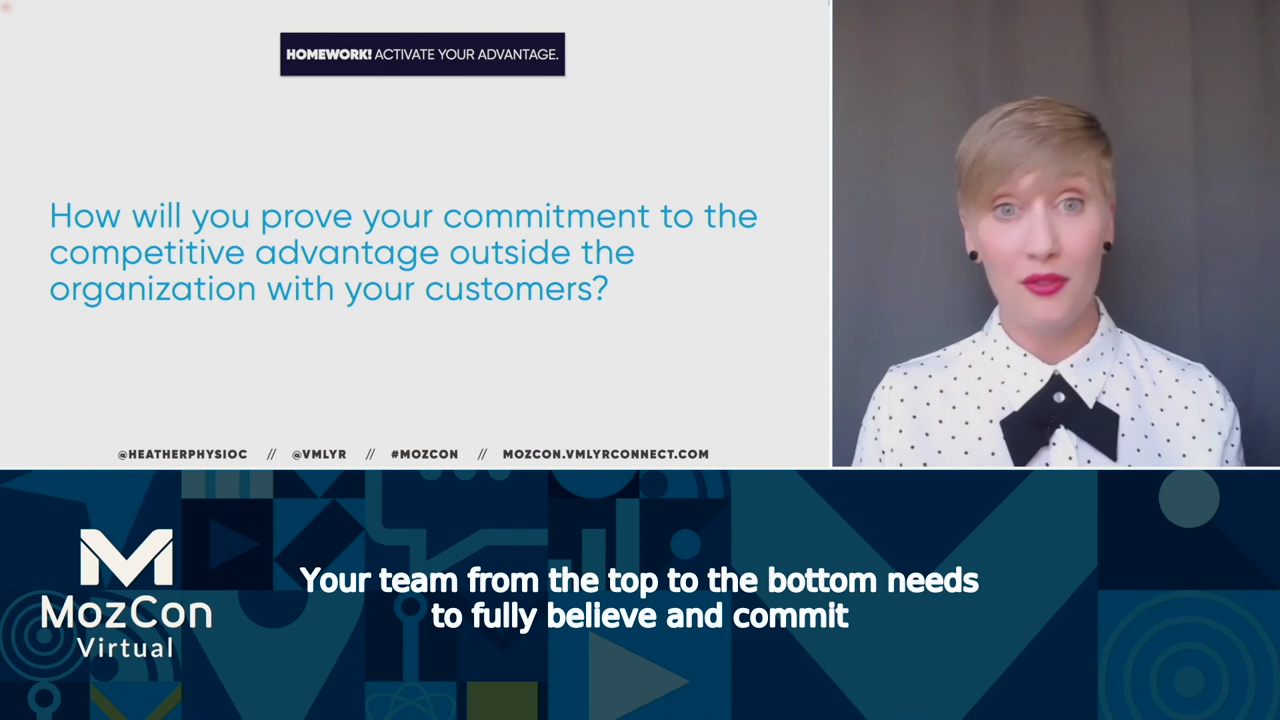 HOMEWORK! ACTIVATE YOUR ADVANTAGE.
How will you prove your commitment to the
competitive advantage outside the
organization with your customers?
@HEATHERPHYSIOC // @VMLYR // #MOZCON // MOZCON.VMLYRCONNECT.COM
MozCon
Virtual
Your team from the top to the bottom needs
to fully believe and commit